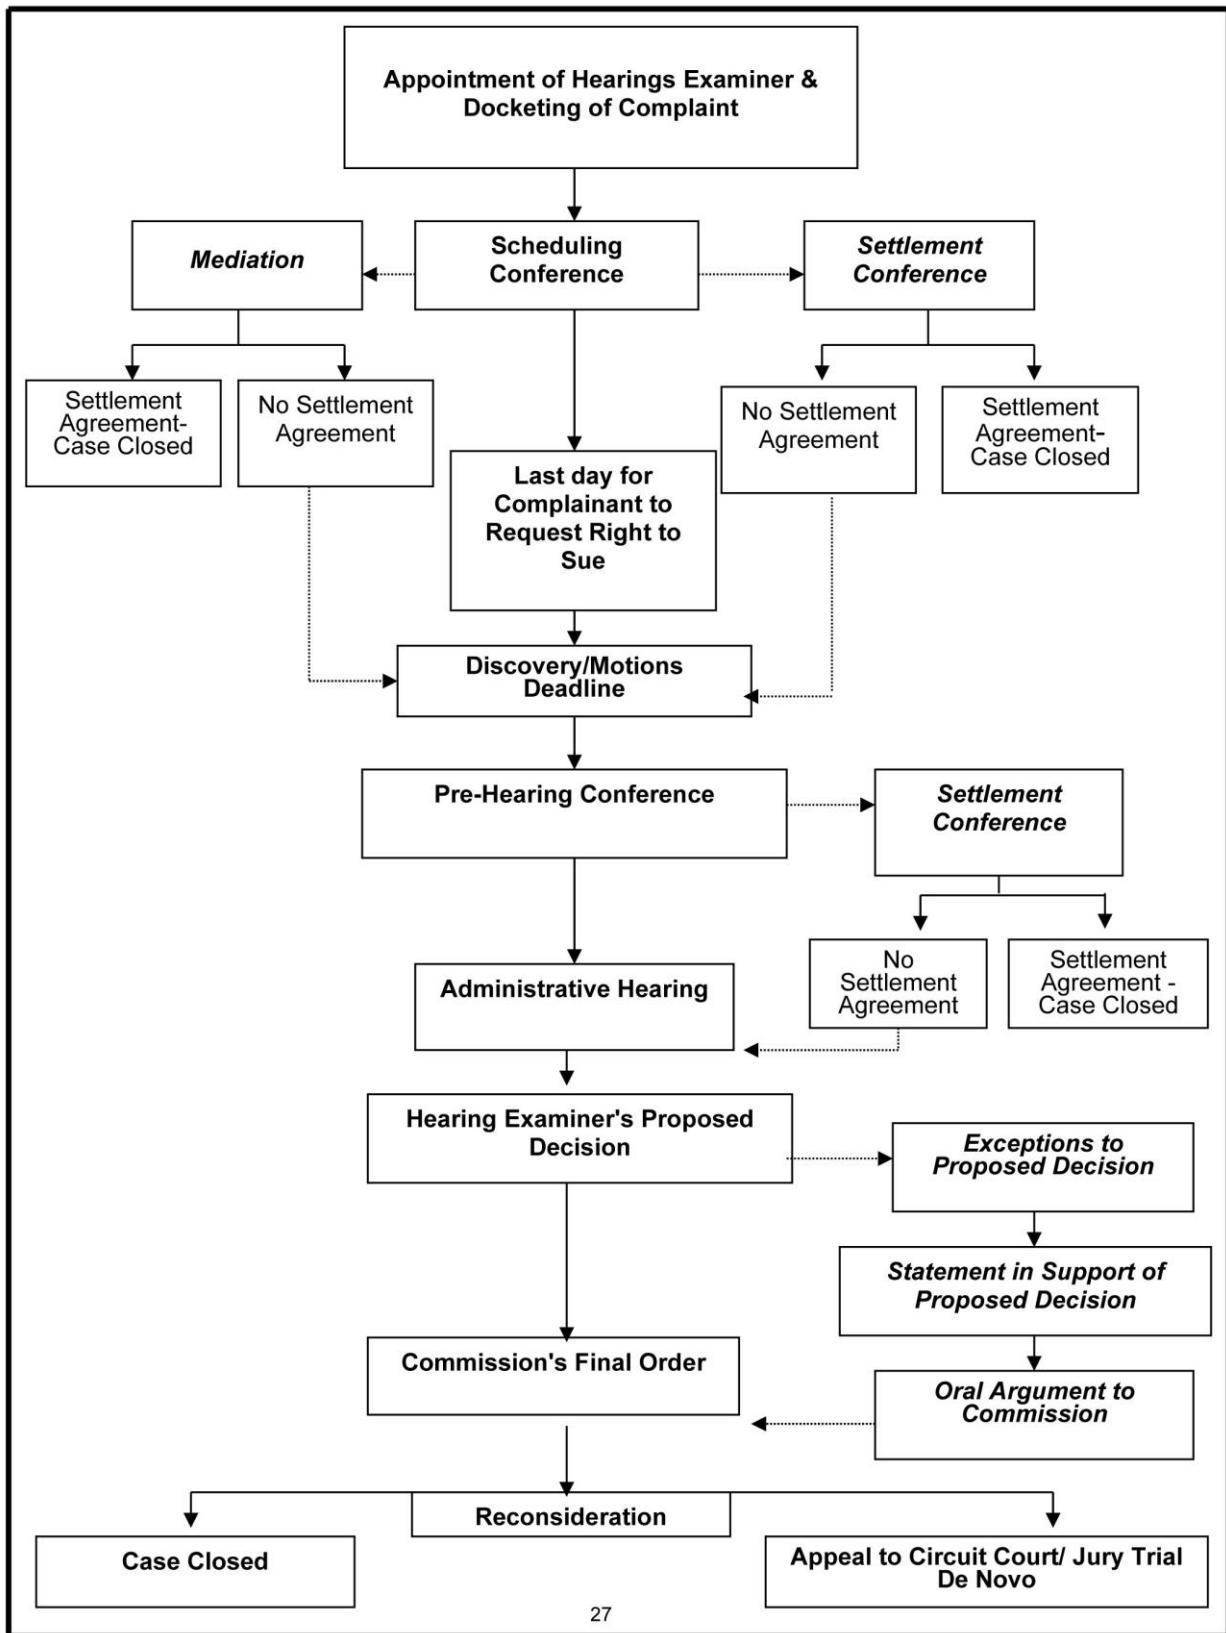 Appointment of Hearings Examiner &
Docketing of Complaint
Mediation
Scheduling
Conference
Settlement
Conference
Settlement
Agreement-
Case Closed
No Settlement
Agreement
No Settlement
Agreement
Settlement
Agreement-
Case Closed
Last day for
Complainant to
Request Right to
Sue
Discovery/Motions
Deadline
Pre-Hearing Conference
Settlement
Conference
No
Settlement
Agreement
Settlement
Agreement -
Case Closed
Administrative Hearing
Hearing Examiner's Proposed
Decision
Exceptions to
Proposed Decision
Statement in Support of
Proposed Decision
Commission's Final Order
Oral Argument to
Commission
Reconsideration
Case Closed
Appeal to Circuit Court/ Jury Trial
De Novo
27